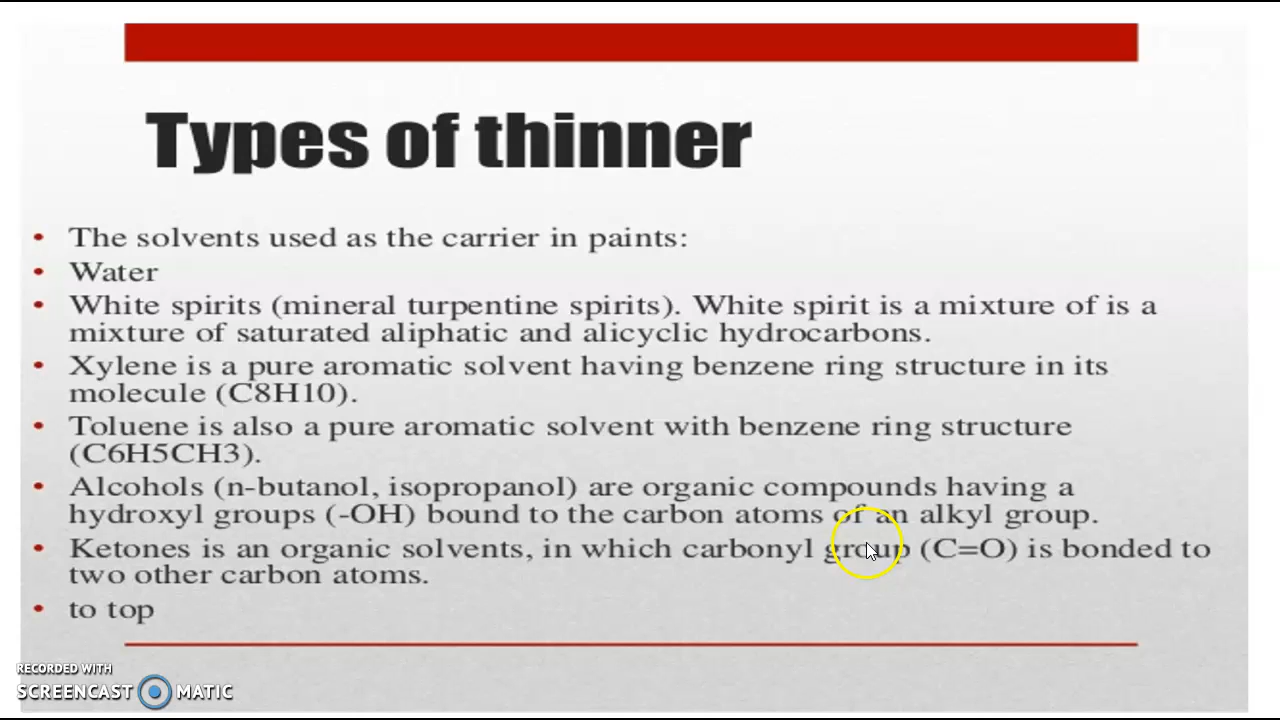 Types of thinner
• The solvents used as the carrier in paints:
• Water
• White spirits (mineral turpentine spirits). White spirit is a mixture of is a
mixture of saturated aliphatic and alicyclic hydrocarbons.
• Xylene is a pure aromatic solvent having benzene ring structure in its
molecule (C8H10).
• Toluene is also a pure aromatic solvent with benzene ring structure
(C6H5CH3).
• Alcohols (n-butanol, isopropanol) are organic compounds having a
hydroxyl groups (-OH) bound to the carbon atoms of an alkyl group.
• Ketones is an organic solvents, in which carbonyl group (C=O) is bonded to
two other carbon atoms.
• to top
RECORDED WITH
SCREENCAST MATIC